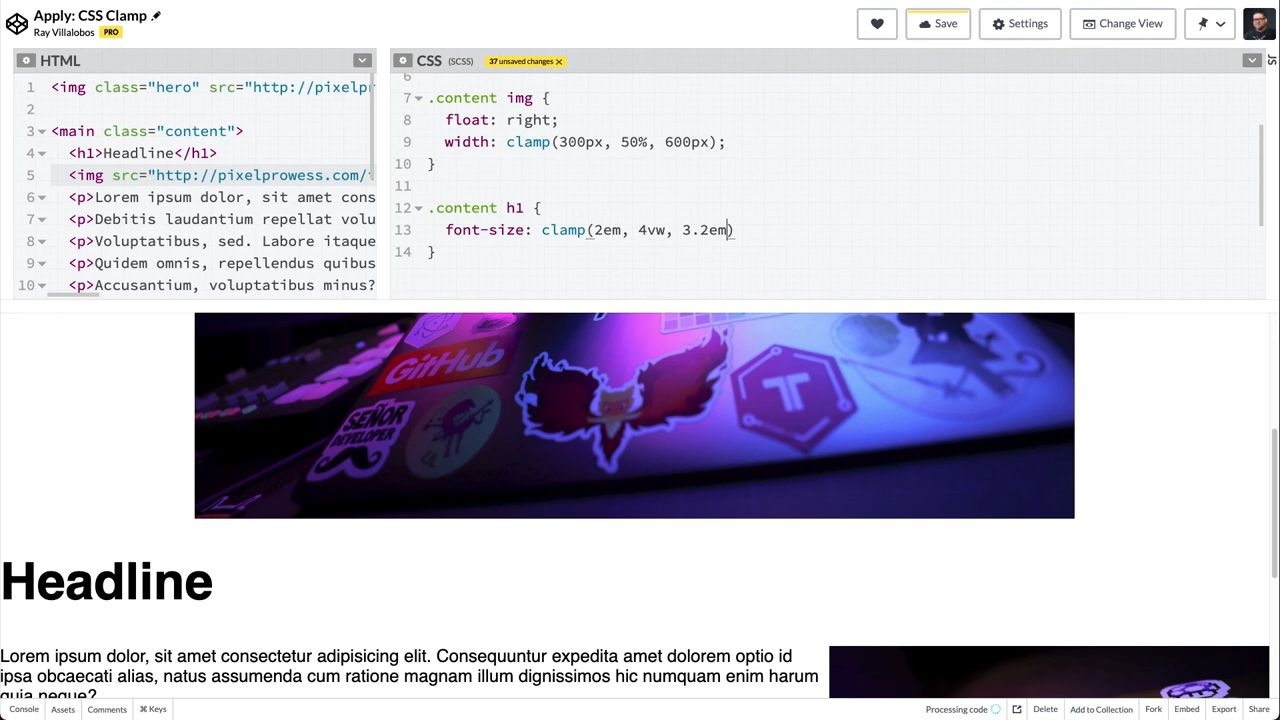 Apply: CSS Clamp
Ray Villalobos PRO
Save
Settings
Change View
HTML
1 <img class="hero" src="http://pixelpr
2
3 <main class="content">
4 <h1>Headline</h1>
5 <img src="http://pixelprowess.com/
6 <p>Lorem ipsum dolor, sit amet cons
7 <p>Debitis laudantium repellat volu
8 <p>Voluptatibus, sed. Labore itaque
9 <p>Quidem omnis, repellendus quibus
10 <p>Accusantium, voluptatibus minus?
CSS (SCSS) 37 unsaved changes ×
JS
6
7 .content img {
8 float: right;
9 width: clamp(300px, 50%, 600px);
10 }
11
12 .content h1 {
13 font-size: clamp(2em, 4vw, 3.2em)
14 }
GitHub
SEÑOR
DEVELOPER
T
Headline
Lorem ipsum dolor, sit amet consectetur adipisicing elit. Consequuntur expedita amet dolorem optio id
ipsa obcaecati alias, natus assumenda cum ratione magnam illum dignissimos hic numquam enim harum
quia neque?
Console Assets Comments ⌘ Keys
Processing code Delete Add to Collection Fork Embed Export Share